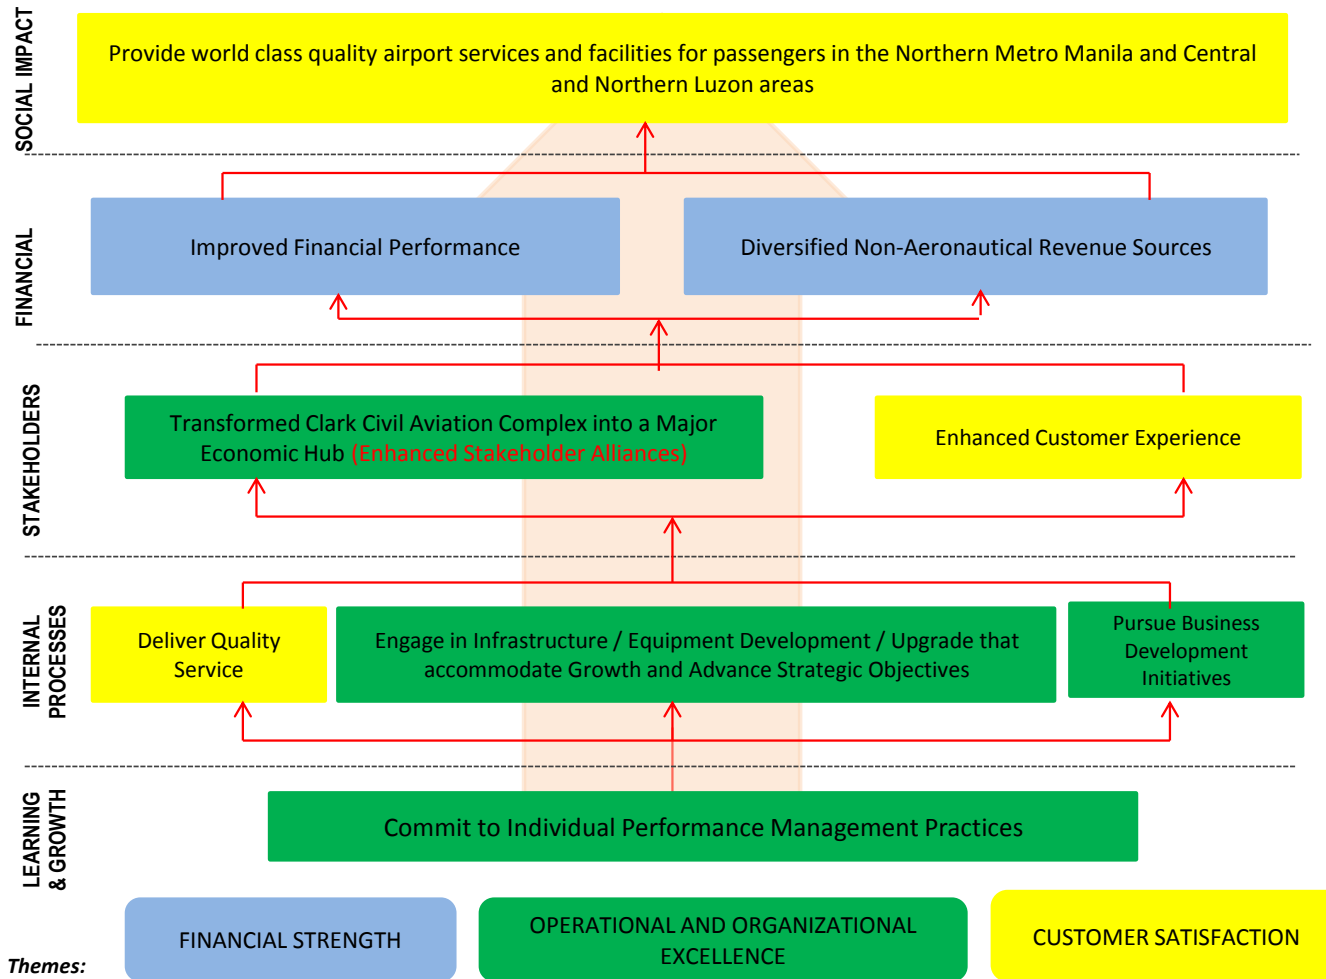 SOCIAL IMPACT
Provide world class quality airport services and facilities for passengers in the Northern Metro Manila and Central
and Northern Luzon areas
FINANCIAL
Improved Financial Performance
Diversified Non-Aeronautical Revenue Sources
STAKEHOLDERS
Transformed Clark Civil Aviation Complex into a Major
Economic Hub (Enhanced Stakeholder Alliances)
Enhanced Customer Experience
INTERNAL
PROCESSES
Deliver Quality
Service
Engage in Infrastructure / Equipment Development / Upgrade that
accommodate Growth and Advance Strategic Objectives
Pursue Business
Development
Initiatives
LEARNING
& GROWTH
Commit to Individual Performance Management Practices
Themes:
FINANCIAL STRENGTH
OPERATIONAL AND ORGANIZATIONAL
EXCELLENCE
CUSTOMER SATISFACTION